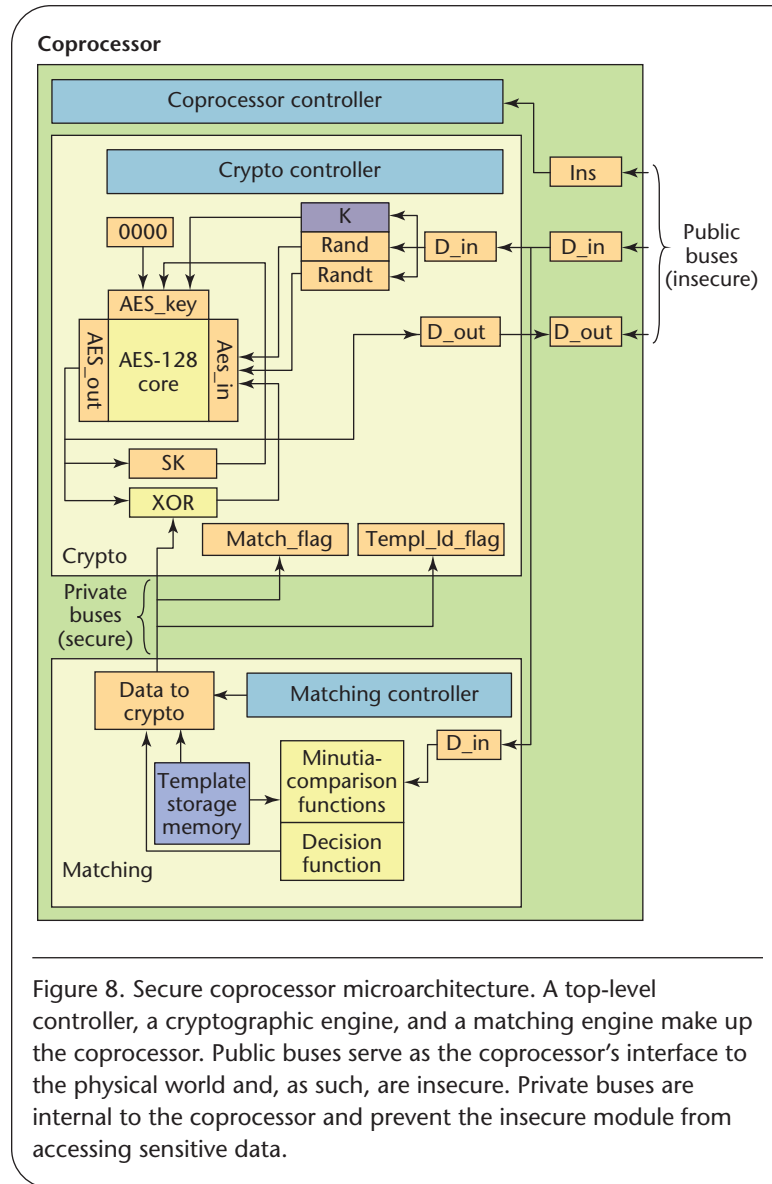 Coprocessor
Coprocessor controller
Crypto controller
Ins
K
0000
Rand
D_in
D_in
Public
buses
(insecure)
Randt
AES_key
AES_out
AES-128
core
Aes_in
D_out
D_out
SK
XOR
Match_flag
Templ_ld_flag
Crypto
Private
buses
(secure)
Data to
crypto
Matching controller
D_in
Minutia-
comparison
functions
Template
storage
memory
Decision
function
Matching
Figure 8. Secure coprocessor microarchitecture. A top-level
controller, a cryptographic engine, and a matching engine make up
the coprocessor. Public buses serve as the coprocessor’s interface to
the physical world and, as such, are insecure. Private buses are
internal to the coprocessor and prevent the insecure module from
accessing sensitive data.